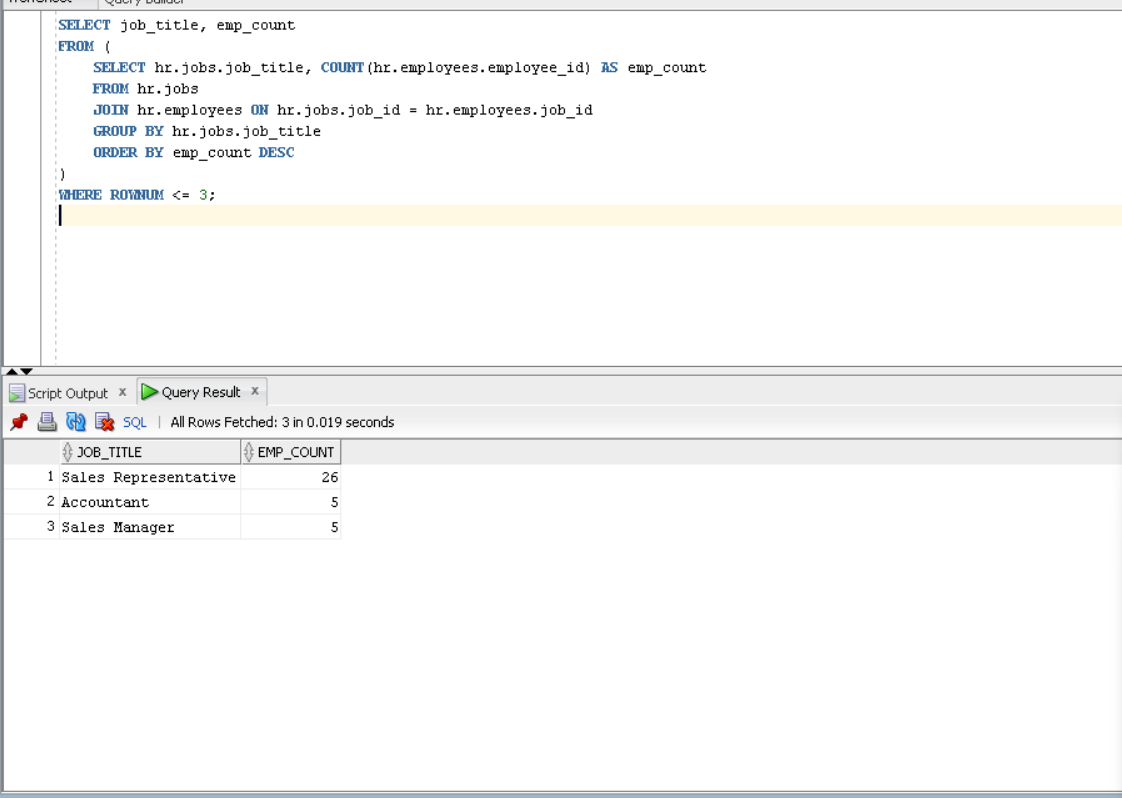 Query Builder
SELECT job_title, emp_count
FROM (
    SELECT hr.jobs.job_title, COUNT(hr.employees.employee_id) AS emp_count
    FROM hr.jobs
    JOIN hr.employees ON hr.jobs.job_id = hr.employees.job_id
    GROUP BY hr.jobs.job_title
    ORDER BY emp_count DESC
)
WHERE ROWNUM <= 3;
Script Output x Query Result x
SQL | All Rows Fetched: 3 in 0.019 seconds
JOB_TITLE EMP_COUNT
1 Sales Representative 26
2 Accountant 5
3 Sales Manager 5